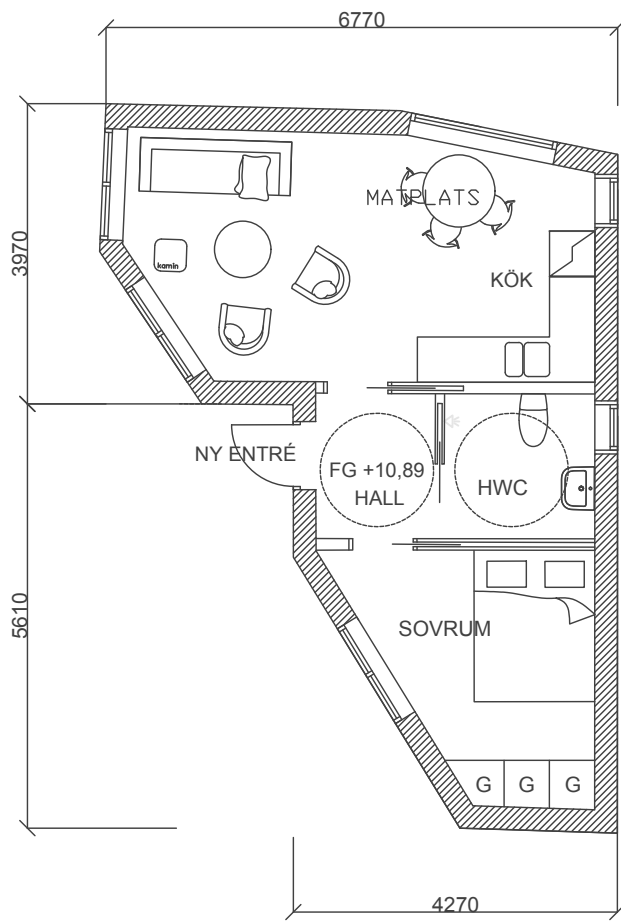 6770
3970
MATPLATS
kamin
KÖK
NY ENTRÉ
FG +10,89
HALL
HWC
5610
SOVRUM
G G G
4270